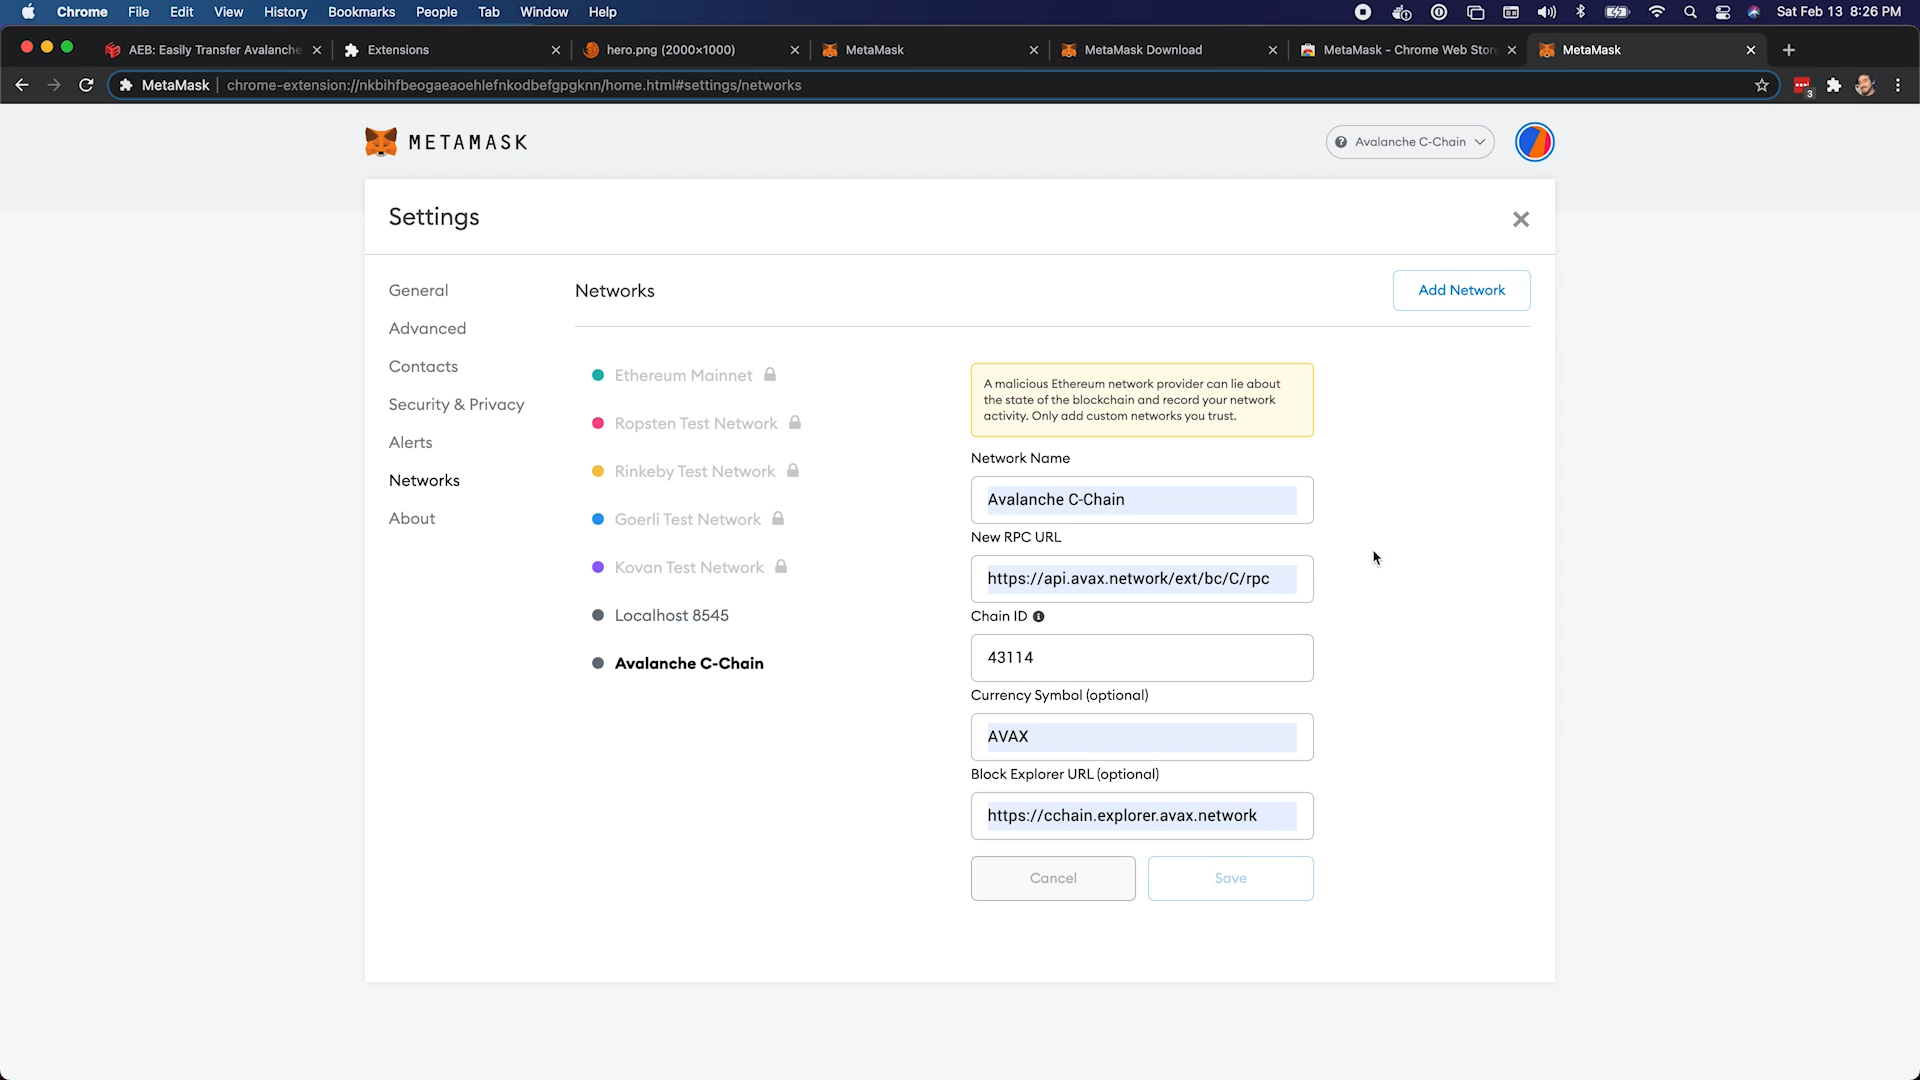 Chrome File Edit View History Bookmarks People Tab Window Help Sat Feb 13 8:26 PM
AEB: Easily Transfer Avalanche Extensions hero.png (2000×1000) MetaMask MetaMask Download MetaMask - Chrome Web Store MetaMask
MetaMask chrome-extension://nkbihfbeogaeaoehlefnkodbefgpgknn/home.html#settings/networks 3
METAMASK
Avalanche C-Chain
Settings
General
Advanced
Contacts
Security & Privacy
Alerts
Networks
About
Networks
Add Network
Ethereum Mainnet
Ropsten Test Network
Rinkeby Test Network
Goerli Test Network
Kovan Test Network
Localhost 8545
Avalanche C-Chain
A malicious Ethereum network provider can lie about
the state of the blockchain and record your network
activity. Only add custom networks you trust.
Network Name
Avalanche C-Chain
New RPC URL
https://api.avax.network/ext/bc/C/rpc
Chain ID
43114
Currency Symbol (optional)
AVAX
Block Explorer URL (optional)
https://cchain.explorer.avax.network
Cancel
Save